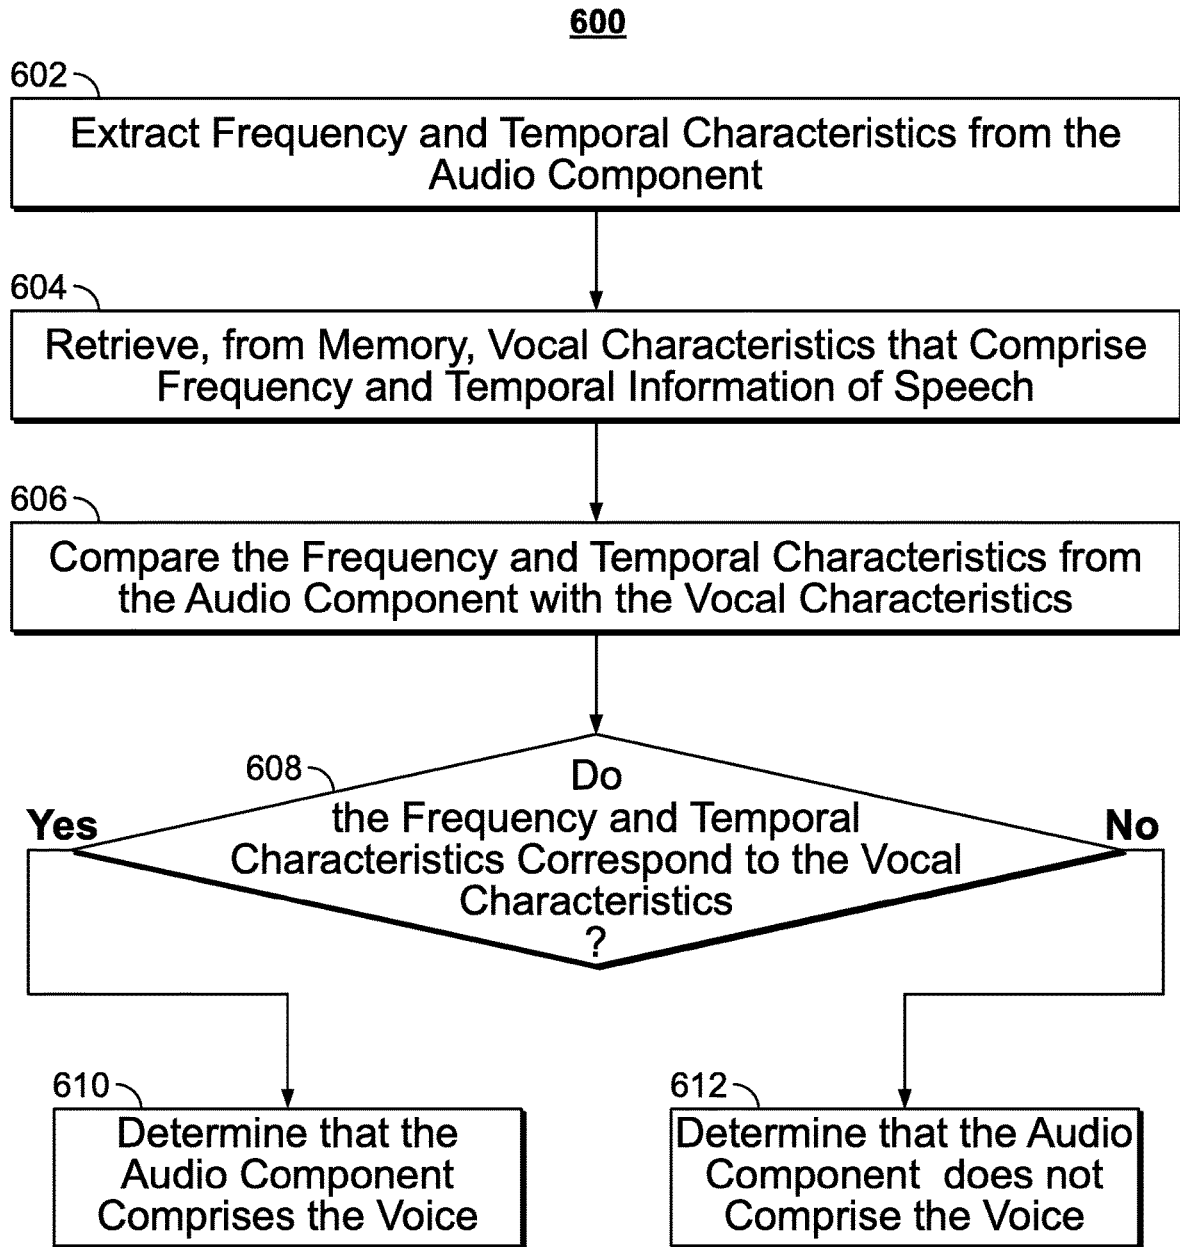 600
602
Extract Frequency and Temporal Characteristics from the
Audio Component
604
Retrieve, from Memory, Vocal Characteristics that Comprise
Frequency and Temporal Information of Speech
606
Compare the Frequency and Temporal Characteristics from
the Audio Component with the Vocal Characteristics
608
Do
the Frequency and Temporal
Characteristics Correspond to the Vocal
Characteristics
?
Yes
No
610
Determine that the
Audio Component
Comprises the Voice
612
Determine that the Audio
Component does not
Comprise the Voice